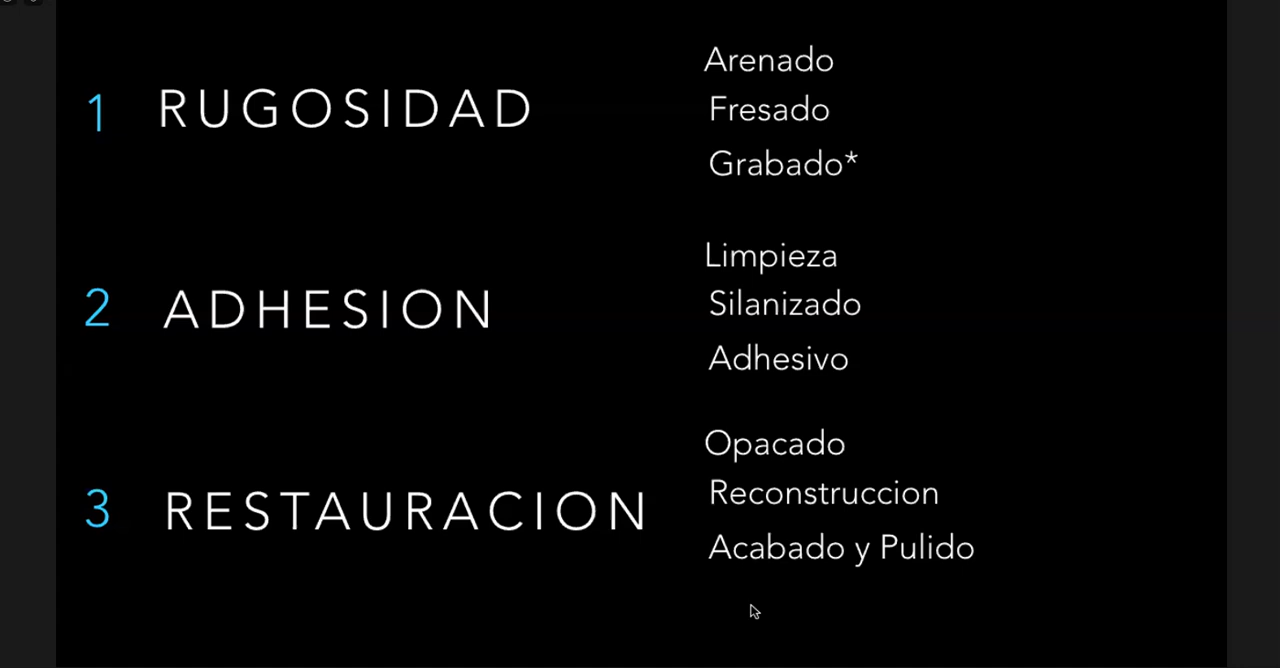 1 RUGOSIDAD
Arenado
Fresado
Grabado*
2 ADHESION
Limpieza
Silanizado
Adhesivo
3 RESTAURACION
Opacado
Reconstruccion
Acabado y Pulido